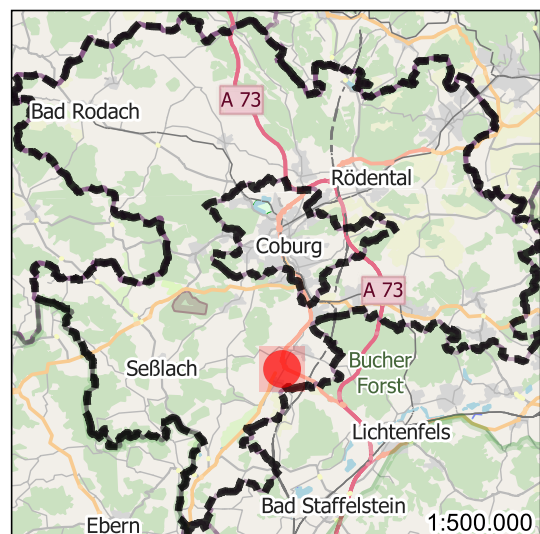 A 73
Bad Rodach
Rödental
Coburg
A 73
Seßlach
Bucher
Forst
Lichtenfels
Bad Staffelstein
Ebern
1:500.000